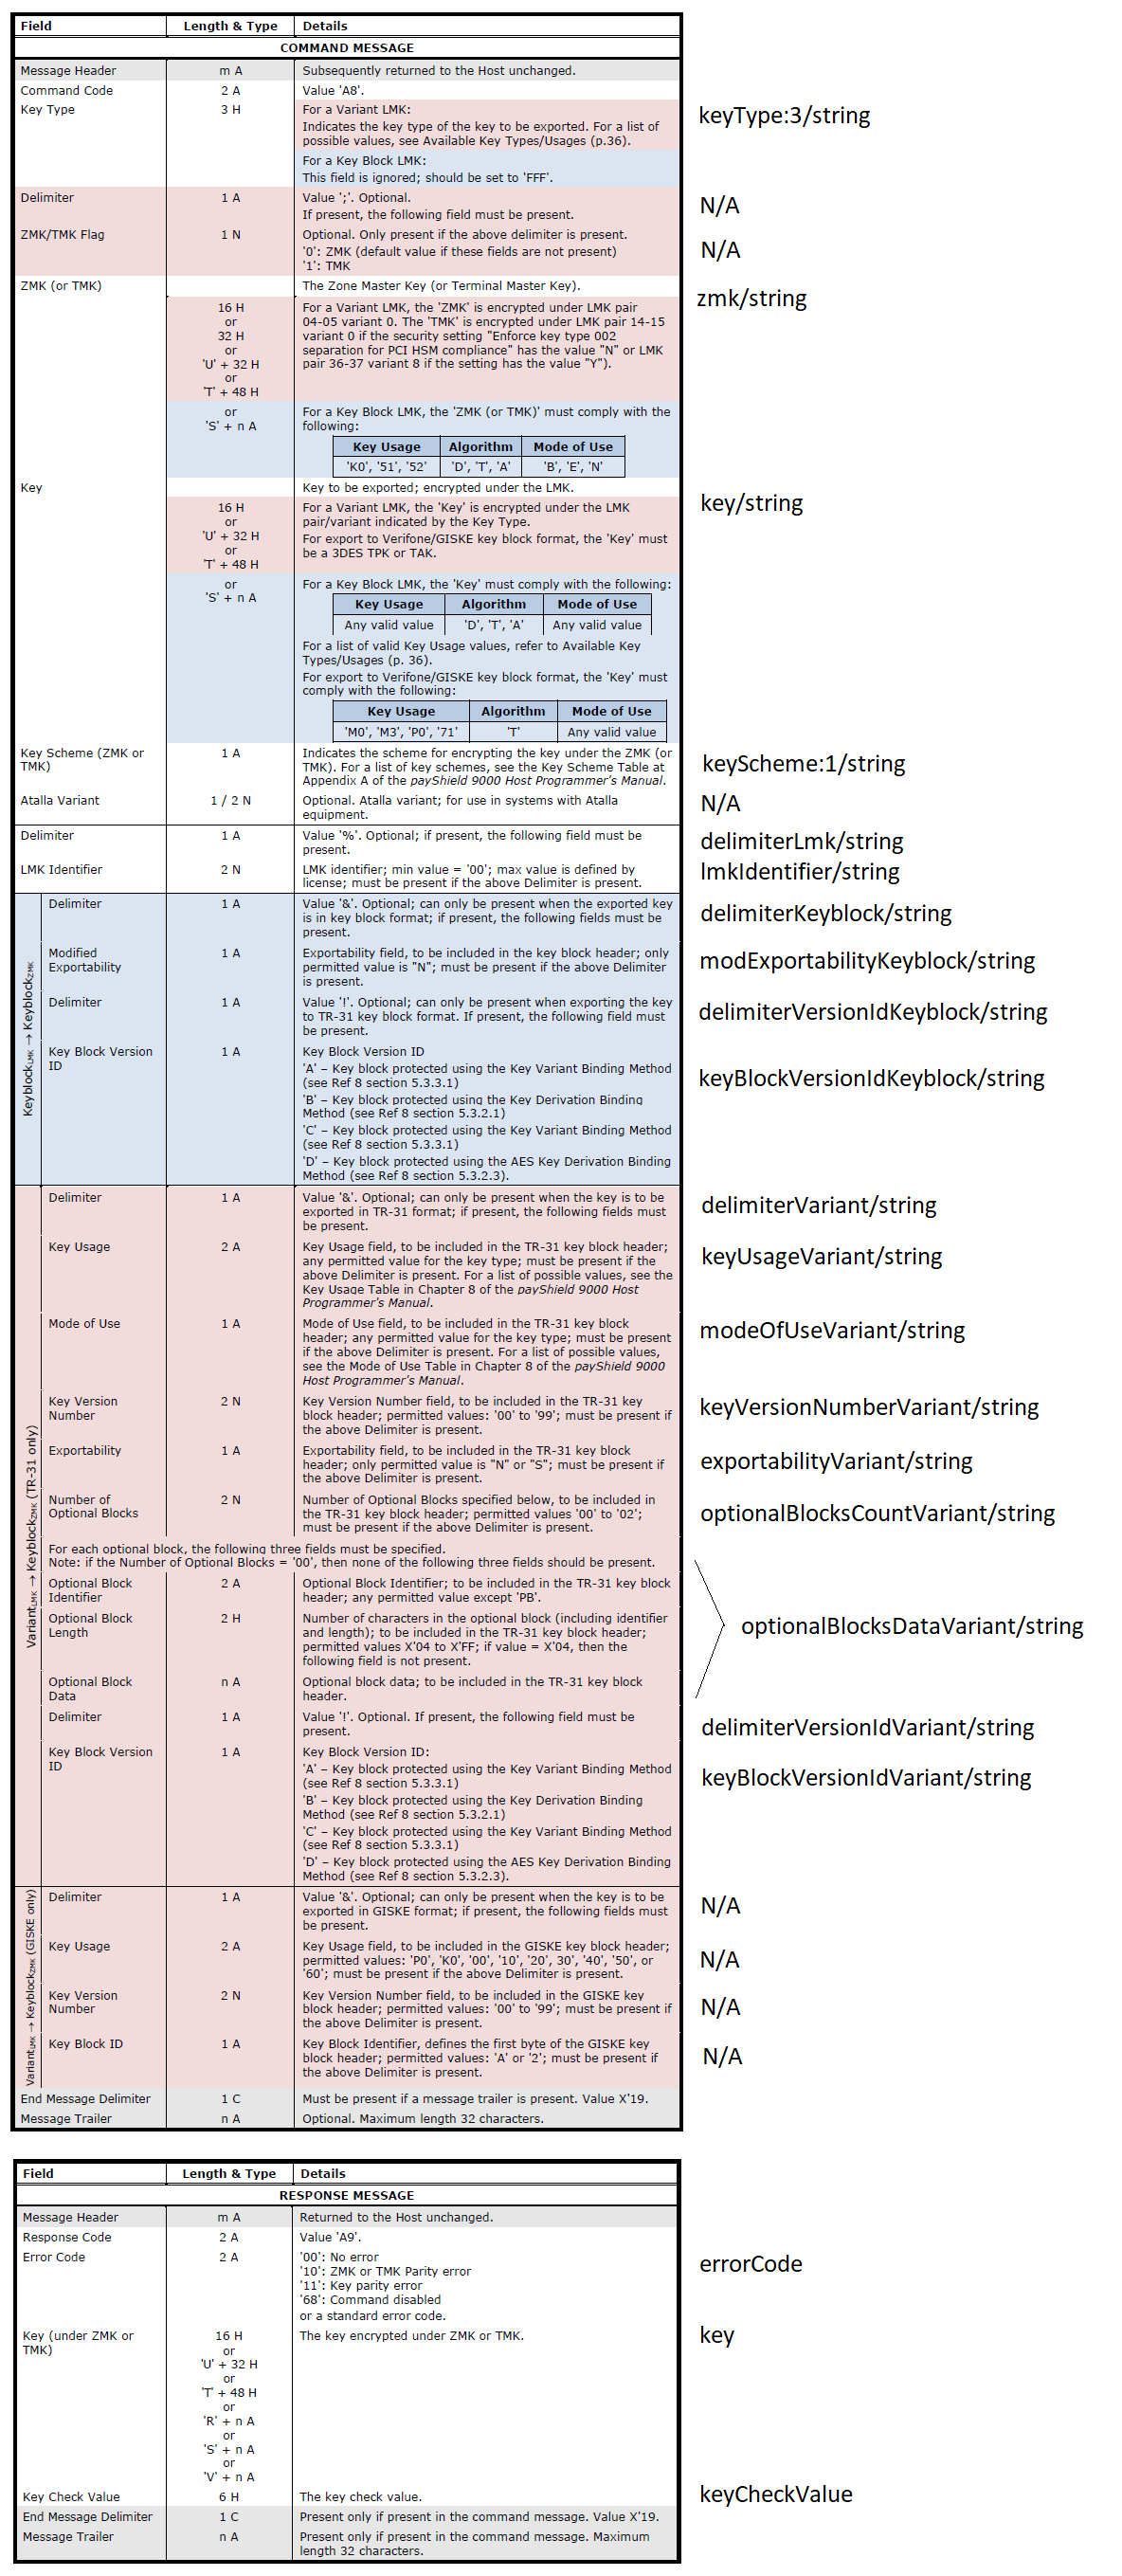 Field Length & Type Details
COMMAND MESSAGE
Message Header m A Subsequently returned to the Host unchanged.
Command Code 2 A Value 'A8'.
Key Type 3 H For a Variant LMK:
keyType:3/string
Indicates the key type of the key to be exported. For a list of
possible values, see Available Key Types/Usages (p.36).
For a Key Block LMK:
This field is ignored; should be set to 'FFF'.
Delimiter 1 A Value ';'. Optional.
N/A
If present, the following field must be present.
ZMK/TMK Flag 1 N Optional. Only present if the above delimiter is present.
N/A
'0': ZMK (default value if these fields are not present)
'1': TMK
ZMK (or TMK) The Zone Master Key (or Terminal Master Key).
zmk/string
16 H For a Variant LMK, the 'ZMK' is encrypted under LMK pair
or 04-05 variant 0. The 'TMK' is encrypted under LMK pair 14-15
32 H variant 0 if the security setting "Enforce key type 002
or separation for PCI HSM compliance" has the value "N" or LMK
'U' + 32 H pair 36-37 variant 8 if the setting has the value "Y").
or
'T' + 48 H
or For a Key Block LMK, the 'ZMK (or TMK)' must comply with the
'S' + n A following:
Key Usage Algorithm Mode of Use
'K0', '51', '52' 'D', 'T', 'A' 'B', 'E', 'N'
Key Key to be exported; encrypted under the LMK.
key/string
16 H For a Variant LMK, the 'Key' is encrypted under the LMK
or pair/variant indicated by the Key Type.
'U' + 32 H For export to Verifone/GISKE key block format, the 'Key' must
or be a 3DES TPK or TAK.
'T' + 48 H
or For a Key Block LMK, the 'Key' must comply with the following:
'S' + n A
Key Usage Algorithm Mode of Use
Any valid value 'D', 'T', 'A' Any valid value
For a list of valid Key Usage values, refer to Available Key
Types/Usages (p. 36).
For export to Verifone/GISKE key block format, the 'Key' must
comply with the following:
Key Usage Algorithm Mode of Use
'M0', 'M3', 'P0', '71' 'T' Any valid value
Key Scheme (ZMK or 1 A Indicates the scheme for encrypting the key under the ZMK (or
TMK) TMK). For a list of key schemes, see the Key Scheme Table at
keyScheme:1/string
Appendix A of the payShield 9000 Host Programmer's Manual.
Atalla Variant 1 / 2 N Optional. Atalla variant; for use in systems with Atalla
N/A
equipment.
Delimiter 1 A Value '%'. Optional; if present, the following field must be
delimiterLmk/string
present.
LMK Identifier 2 N LMK identifier; min value = '00'; max value is defined by
lmkIdentifier/string
license; must be present if the above Delimiter is present.
KeyblockLMK → KeyblockZMK
Delimiter 1 A Value '&'. Optional; can only be present when the exported key
delimiterKeyblock/string
is in key block format; if present, the following fields must be
present.
Modified 1 A Exportability field, to be included in the key block header; only
modExportabilityKeyblock/string
Exportability permitted value is "N"; must be present if the above Delimiter
is present.
Delimiter 1 A Value '!'. Optional; can only be present when exporting the key
delimiterVersionIdKeyblock/string
to TR-31 key block format. If present, the following field must
be present.
Key Block Version 1 A Key Block Version ID
ID 'A' – Key block protected using the Key Variant Binding Method
keyBlockVersionIdKeyblock/string
(see Ref 8 section 5.3.3.1)
'B' – Key block protected using the Key Derivation Binding
Method (see Ref 8 section 5.3.2.1)
'C' – Key block protected using the Key Variant Binding Method
(see Ref 8 section 5.3.3.1)
'D' – Key block protected using the AES Key Derivation Binding
Method (see Ref 8 section 5.3.2.3).
VariantLMK → KeyblockZMK (TR-31 only)
Delimiter 1 A Value '&'. Optional; can only be present when the key is to be
delimiterVariant/string
exported in TR-31 format; if present, the following fields must
be present.
Key Usage 2 A Key Usage field, to be included in the TR-31 key block header;
keyUsageVariant/string
any permitted value for the key type; must be present if the
above Delimiter is present. For a list of possible values, see the
Key Usage Table in Chapter 8 of the payShield 9000 Host
Programmer's Manual.
Mode of Use 1 A Mode of Use field, to be included in the TR-31 key block
modeOfUseVariant/string
header; any permitted value for the key type; must be present
if the above Delimiter is present. For a list of possible values,
see the Mode of Use Table in Chapter 8 of the payShield 9000
Host Programmer's Manual.
Key Version 2 N Key Version Number field, to be included in the TR-31 key
keyVersionNumberVariant/string
Number block header; permitted values: '00' to '99'; must be present if
the above Delimiter is present.
Exportability 1 A Exportability field, to be included in the TR-31 key block
exportabilityVariant/string
header; only permitted value is "N" or "S"; must be present if
the above Delimiter is present.
Number of 2 N Number of Optional Blocks specified below, to be included in
optionalBlocksCountVariant/string
Optional Blocks the TR-31 key block header; permitted values '00' to '02';
must be present if the above Delimiter is present.
For each optional block, the following three fields must be specified.
Note: if the Number of Optional Blocks = '00', then none of the following three fields should be present.
Optional Block 2 A Optional Block Identifier; to be included in the TR-31 key block
Identifier header; any permitted value except 'PB'.
Optional Block 2 H Number of characters in the optional block (including identifier
optionalBlocksDataVariant/string
Length and length); to be included in the TR-31 key block header;
permitted values X'04 to X'FF; if value = X'04, then the
following field is not present.
Optional Block n A Optional block data; to be included in the TR-31 key block
Data header.
Delimiter 1 A Value '!'. Optional. If present, the following field must be
delimiterVersionIdVariant/string
present.
Key Block Version 1 A Key Block Version ID:
ID 'A' – Key block protected using the Key Variant Binding Method
keyBlockVersionIdVariant/string
(see Ref 8 section 5.3.3.1)
'B' – Key block protected using the Key Derivation Binding
Method (see Ref 8 section 5.3.2.1)
'C' – Key block protected using the Key Variant Binding Method
(see Ref 8 section 5.3.3.1)
'D' – Key block protected using the AES Key Derivation Binding
Method (see Ref 8 section 5.3.2.3).
VariantLMK → KeyblockZMK (GISKE only)
Delimiter 1 A Value '&'. Optional; can only be present when the key is to be
N/A
exported in GISKE format; if present, the following fields must
be present.
Key Usage 2 A Key Usage field, to be included in the GISKE key block header;
N/A
permitted values: 'P0', 'K0', '00', '10', '20', 30', '40', '50', or
'60'; must be present if the above Delimiter is present.
Key Version 2 N Key Version Number field, to be included in the GISKE key
N/A
Number block header; permitted values: '00' to '99'; must be present if
the above Delimiter is present.
Key Block ID 1 A Key Block Identifier, defines the first byte of the GISKE key
N/A
block header; permitted values: 'A' or '2'; must be present if
the above Delimiter is present.
End Message Delimiter 1 C Must be present if a message trailer is present. Value X'19.
Message Trailer n A Optional. Maximum length 32 characters.
Field Length & Type Details
RESPONSE MESSAGE
Message Header m A Returned to the Host unchanged.
Response Code 2 A Value 'A9'.
Error Code 2 A '00': No error
errorCode
'10': ZMK or TMK Parity error
'11': Key parity error
'68': Command disabled
or a standard error code.
Key (under ZMK or 16 H The key encrypted under ZMK or TMK.
key
TMK) or
'U' + 32 H
or
'T' + 48 H
or
'R' + n A
or
'S' + n A
or
'V' + n A
Key Check Value 6 H The key check value.
keyCheckValue
End Message Delimiter 1 C Present only if present in the command message. Value X'19.
Message Trailer n A Present only if present in the command message. Maximum
length 32 characters.